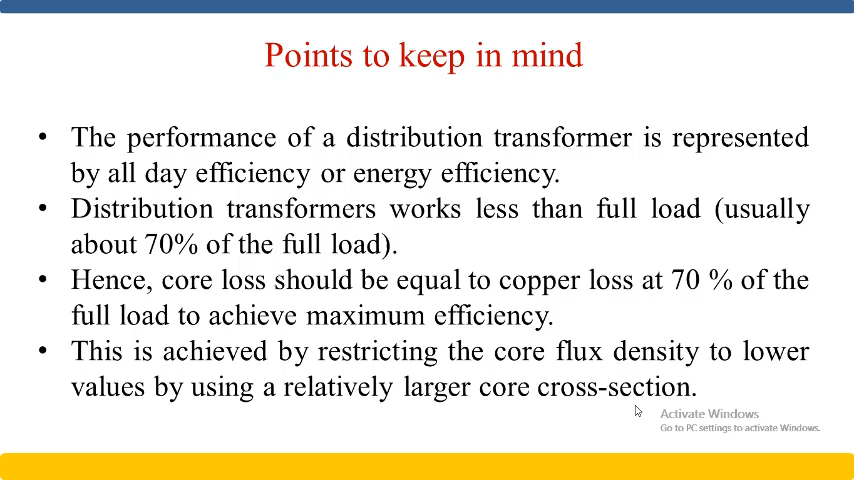 Points to keep in mind
• The performance of a distribution transformer is represented
by all day efficiency or energy efficiency.
• Distribution transformers works less than full load (usually
about 70% of the full load).
• Hence, core loss should be equal to copper loss at 70 % of the
full load to achieve maximum efficiency.
• This is achieved by restricting the core flux density to lower
values by using a relatively larger core cross-section.
Activate Windows
Go to PC settings to activate Windows.